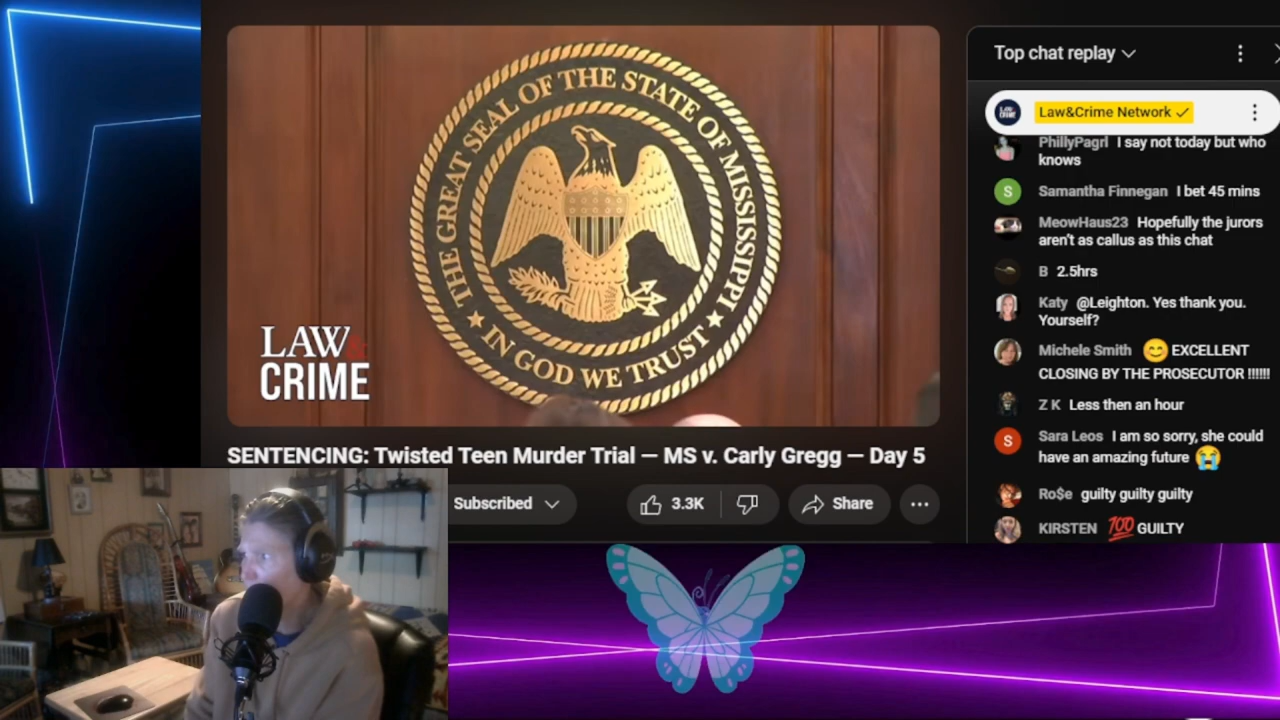 THE GREAT SEAL OF THE STATE OF MISSISSIPPI
IN GOD WE TRUST
LAW&
CRIME
SENTENCING: Twisted Teen Murder Trial — MS v. Carly Gregg — Day 5
Subscribed
3.3K
Share
Top chat replay
LAW&
CRIME
Law&Crime Network
PhillyPagrl I say not today but who
knows
S
Samantha Finnegan I bet 45 mins
MeowHaus23 Hopefully the jurors
aren't as callus as this chat
B 2.5hrs
Katy @Leighton. Yes thank you.
Yourself?
Michele Smith 😊 EXCELLENT
CLOSING BY THE PROSECUTOR !!!!!!
Z K Less then an hour
S
Sara Leos I am so sorry, she could
have an amazing future 😭
Ro$e guilty guilty guilty
KIRSTEN 💯 GUILTY